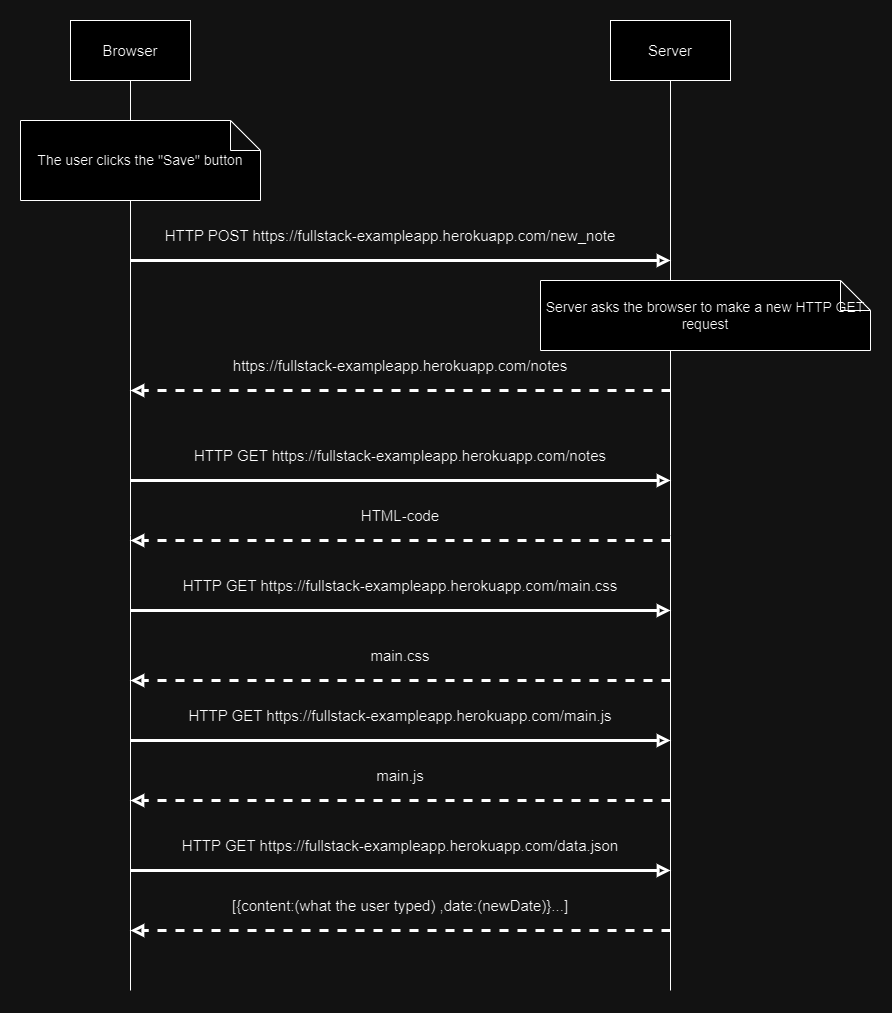 Browser
Server
The user clicks the "Save" button
HTTP POST https://fullstack-exampleapp.herokuapp.com/new_note
Server asks the browser to make a new HTTP GET
request
https://fullstack-exampleapp.herokuapp.com/notes
HTTP GET https://fullstack-exampleapp.herokuapp.com/notes
HTML-code
HTTP GET https://fullstack-exampleapp.herokuapp.com/main.css
main.css
HTTP GET https://fullstack-exampleapp.herokuapp.com/main.js
main.js
HTTP GET https://fullstack-exampleapp.herokuapp.com/data.json
[{content:(what the user typed) ,date:(newDate)}...]